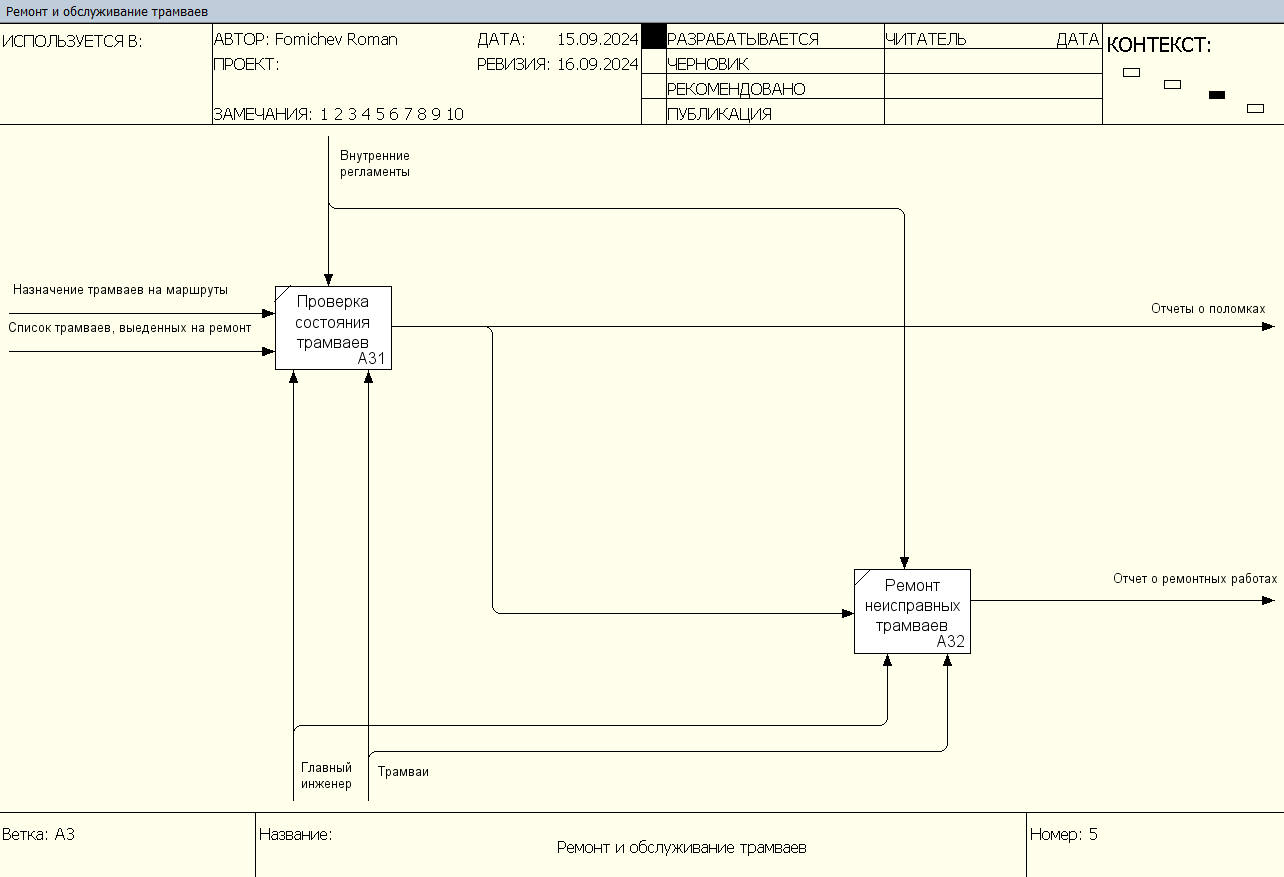 Ремонт и обслуживание трамваев
ИСПОЛЬЗУЕТСЯ В:
АВТОР: Fomichev Roman
ДАТА: 15.09.2024
РАЗРАБАТЫВАЕТСЯ
ЧИТАТЕЛЬ
ДАТА
КОНТЕКСТ:
ПРОЕКТ:
РЕВИЗИЯ: 16.09.2024
ЧЕРНОВИК
РЕКОМЕНДОВАНО
ЗАМЕЧАНИЯ: 1 2 3 4 5 6 7 8 9 10
ПУБЛИКАЦИЯ
Внутренние
регламенты
Назначение трамваев на маршруты
Список трамваев, выеденных на ремонт
Проверка
состояния
трамваев
A31
Отчеты о поломках
Отчет о ремонтных работах
Ремонт
неисправных
трамваев
A32
Главный
инженер
Трамваи
Ветка: A3
Название:
Ремонт и обслуживание трамваев
Номер: 5